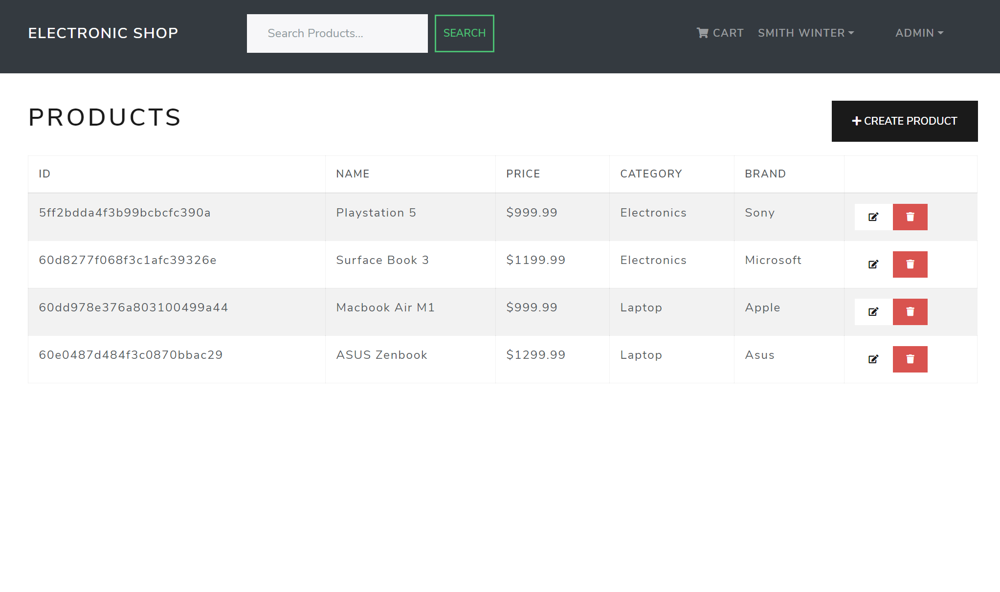 ELECTRONIC SHOP Search Products... SEARCH CART SMITH WINTER ADMIN
PRODUCTS CREATE PRODUCT
ID NAME PRICE CATEGORY BRAND
5ff2bdda4f3b99bcbcfc390a Playstation 5 $999.99 Electronics Sony
60d8277f068f3c1afc39326e Surface Book 3 $1199.99 Electronics Microsoft
60dd978e376a803100499a44 Macbook Air M1 $999.99 Laptop Apple
60e0487d484f3c0870bbac29 ASUS Zenbook $1299.99 Laptop Asus